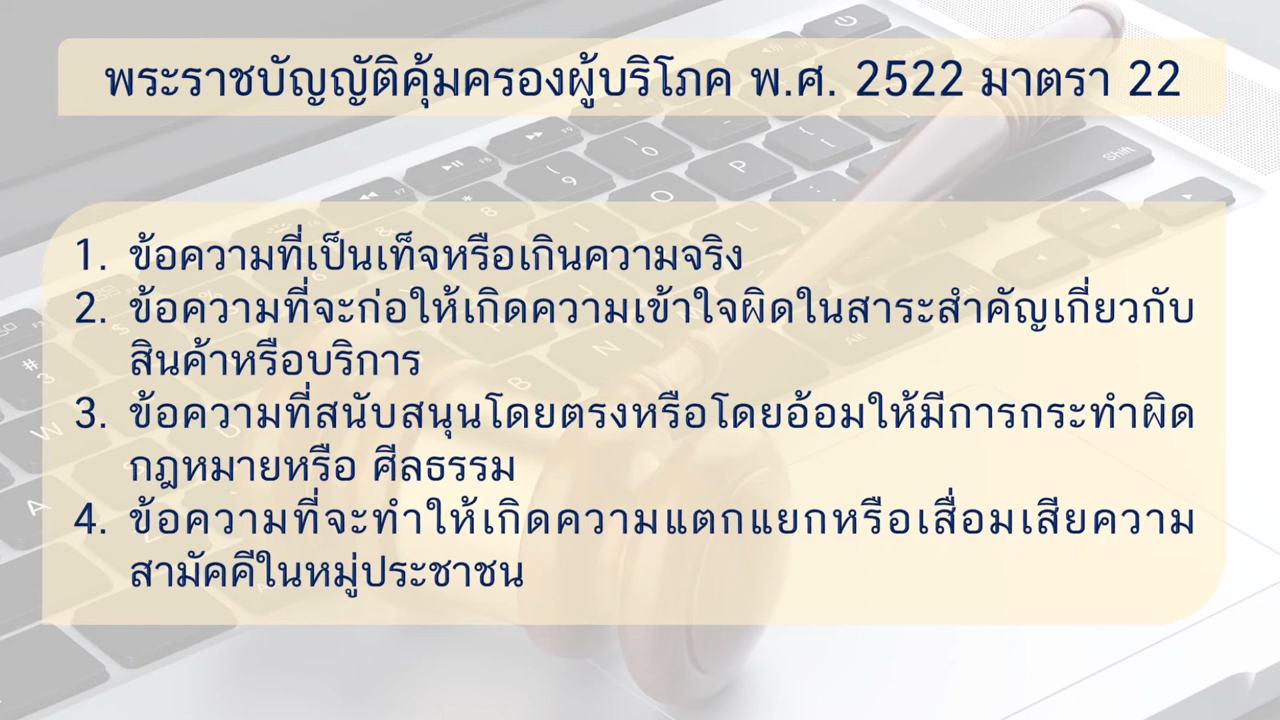 พระราชบัญญัติคุ้มครองผู้บริโภค พ.ศ. 2522 มาตรา 22
1. ข้อความที่เป็นเท็จหรือเกินความจริง
2. ข้อความที่จะก่อให้เกิดความเข้าใจผิดในสาระสำคัญเกี่ยวกับ
สินค้าหรือบริการ
3. ข้อความที่สนับสนุนโดยตรงหรือโดยอ้อมให้มีการกระทำผิด
กฎหมายหรือ ศีลธรรม
4. ข้อความที่จะทำให้เกิดความแตกแยกหรือเสื่อมเสียความ
สามัคคีในหมู่ประชาชน